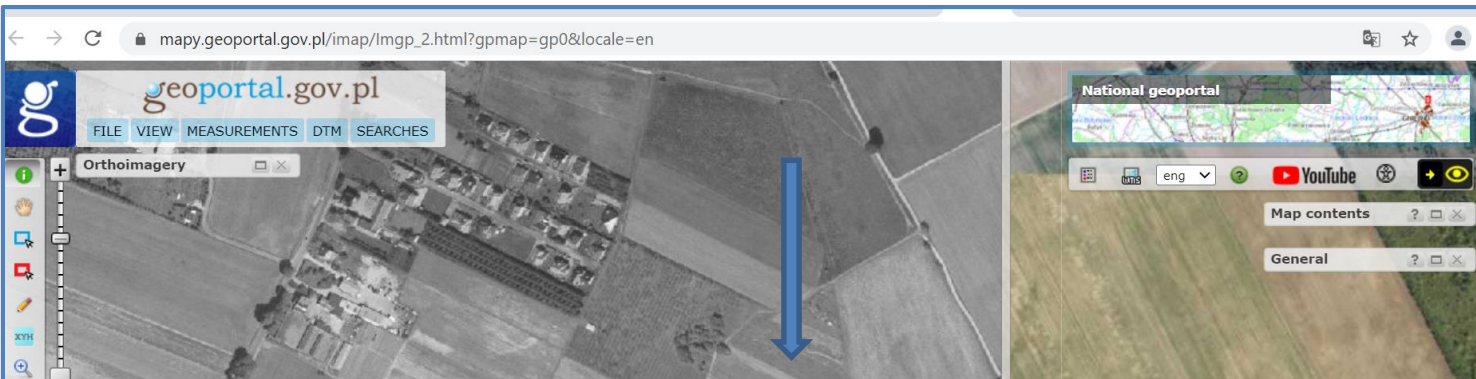 mapy.geoportal.gov.pl/imap/Imgp_2.html?gpmap=gp0&locale=en
g
geoportal.gov.pl
FILE VIEW MEASUREMENTS DTM SEARCHES
National geoportal
Orthoimagery
eng
YouTube
Map contents
General
XYH